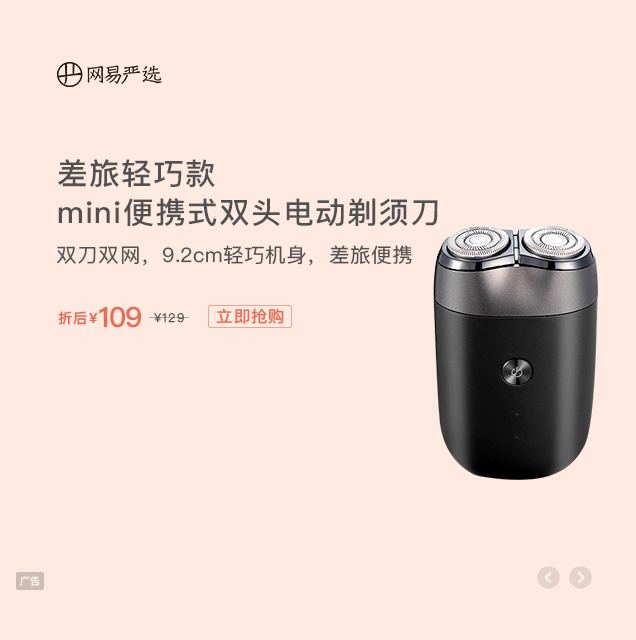 网易严选
差旅轻巧款
mini便携式双头电动剃须刀
双刀双网，9.2cm轻巧机身，差旅便携
折后¥109 ¥129 立即抢购
广告